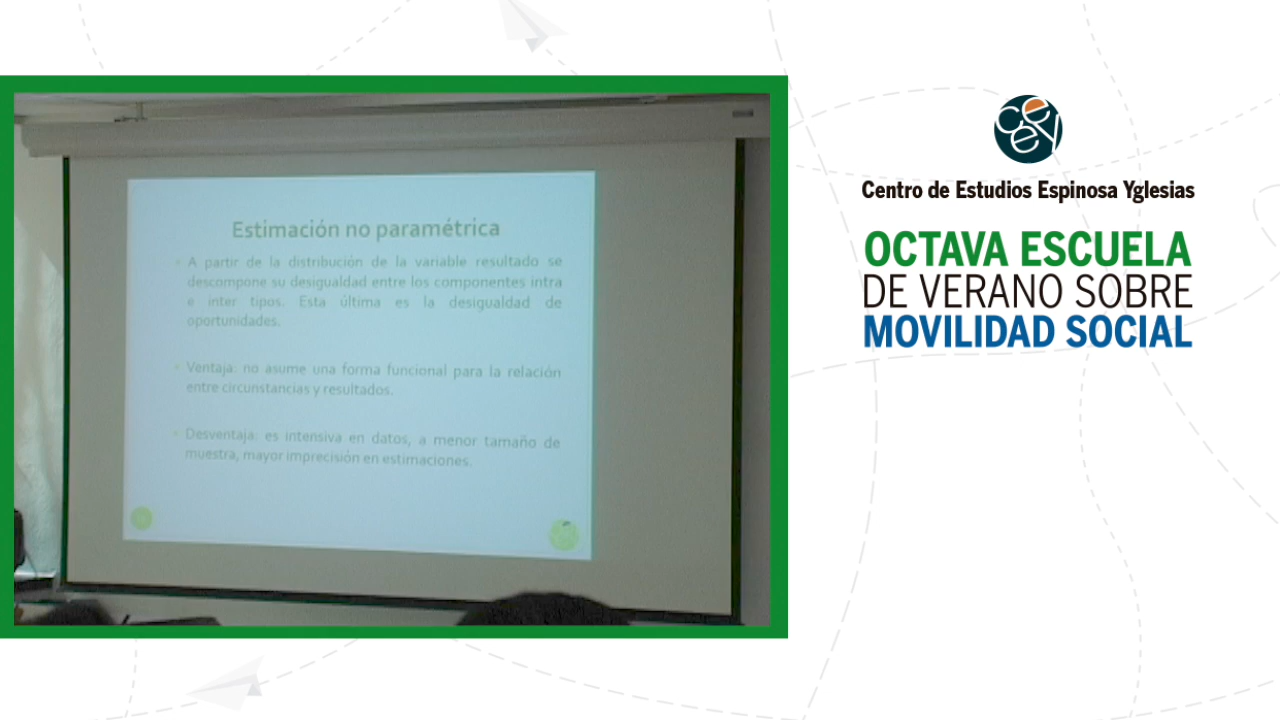 Estimación no paramétrica
A partir de la distribución de la variable resultado se
descompone su desigualdad entre los componentes intra
e inter tipos. Esta última es la desigualdad de
oportunidades.
Ventaja: no asume una forma funcional para la relación
entre circunstancias y resultados.
Desventaja: es intensiva en datos, a menor tamaño de
muestra, mayor imprecisión en estimaciones.
ceey
Centro de Estudios Espinosa Yglesias
OCTAVA ESCUELA
DE VERANO SOBRE
MOVILIDAD SOCIAL